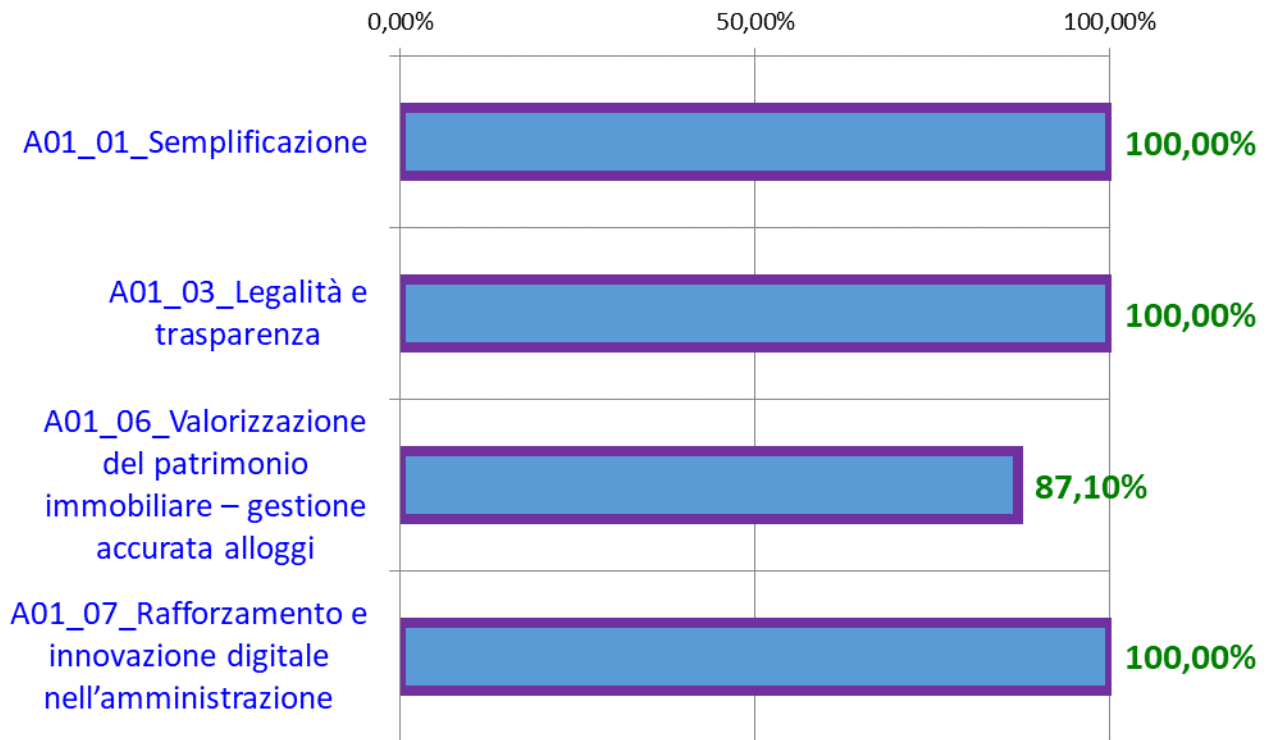 0,00% 50,00% 100,00%
A01_01_Semplificazione
100,00%
A01_03_Legalità e
trasparenza
100,00%
A01_06_Valorizzazione
del patrimonio
immobiliare – gestione
accurata alloggi
87,10%
A01_07_Rafforzamento e
innovazione digitale
nell’amministrazione
100,00%